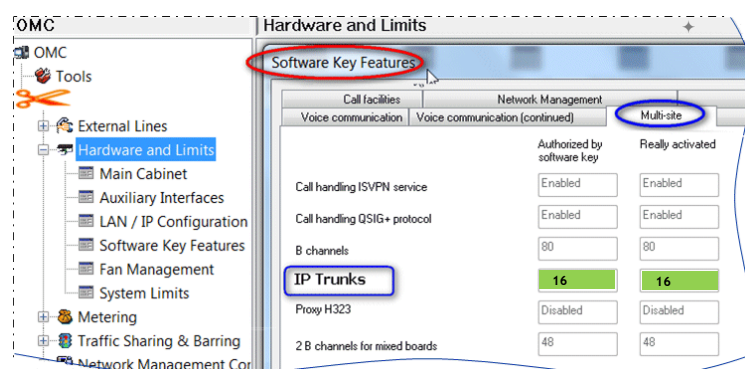 OMC
Hardware and Limits
OMC
Tools
External Lines
Hardware and Limits
Main Cabinet
Auxiliary Interfaces
LAN / IP Configuration
Software Key Features
Fan Management
System Limits
Metering
Traffic Sharing & Barring
Network Management Cor
Software Key Features
Call facilities
Network Management
Voice communication
Voice communication (continued)
Multi-site
Authorized by
software key
Really activated
Call handling ISVPN service
Enabled
Enabled
Call handling QSIG+ protocol
Enabled
Enabled
B channels
80
80
IP Trunks
16
16
Proxy H323
Disabled
Disabled
2 B channels for mixed boards
48
48